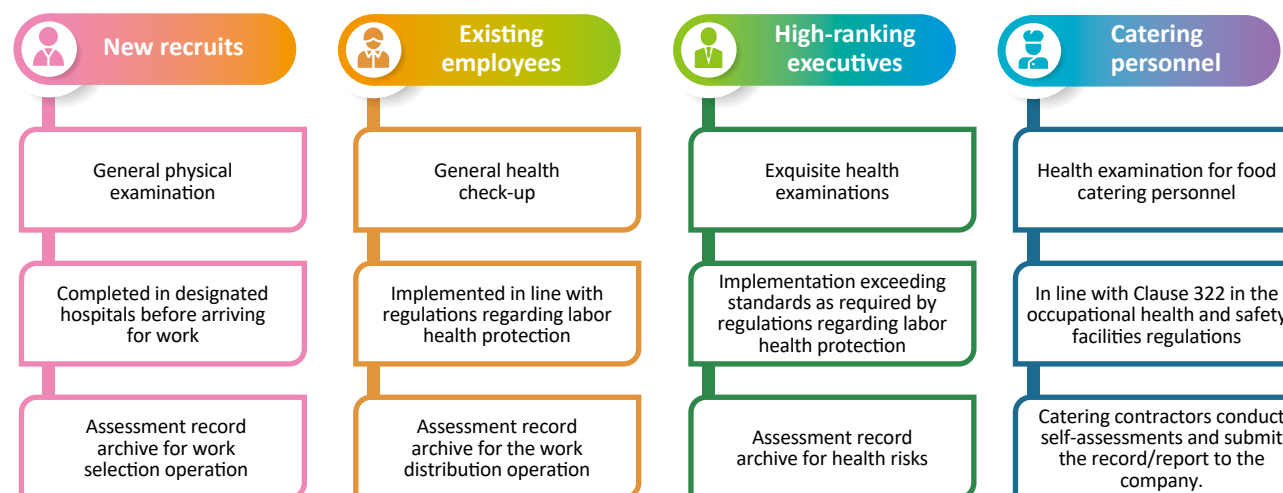 New recruits
General physical
examination
Completed in designated
hospitals before arriving
for work
Assessment record
archive for work
selection operation
Existing
employees
General health
check-up
Implemented in line with
regulations regarding labor
health protection
Assessment record
archive for the work
distribution operation
High-ranking
executives
Exquisite health
examinations
Implementation exceeding
standards as required by
regulations regarding labor
health protection
Assessment record
archive for health risks
Catering
personnel
Health examination for food
catering personnel
In line with Clause 322 in the
occupational health and safety
facilities regulations
Catering contractors conduct
self-assessments and submit
the record/report to the
company.